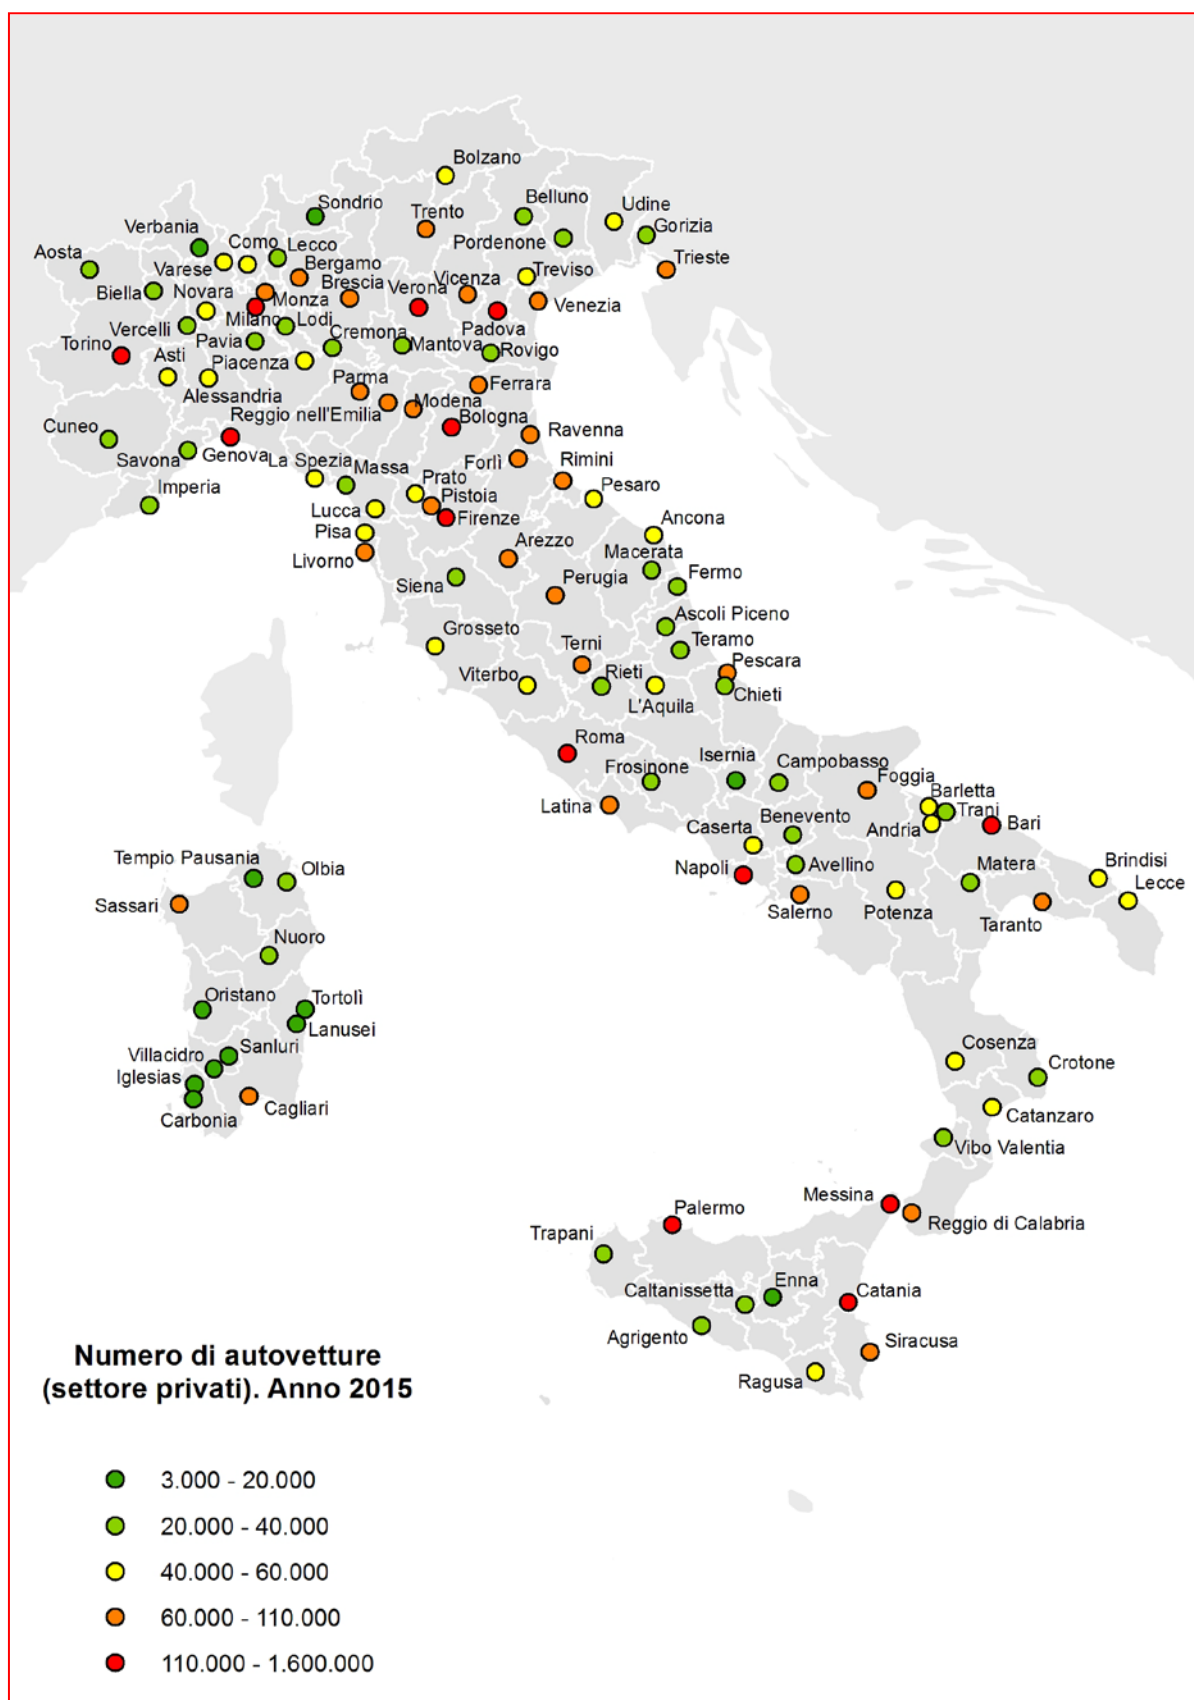 Bolzano
Sondrio
Belluno
Udine
Trento
Verbania
Gorizia
Pordenone
Como
Lecco
Aosta
Varese
Bergamo
Trieste
Treviso
Vicenza
Brescia
Verona
Biella
Novara
Monza
Venezia
Milano
Lodi
Padova
Vercelli
Cremona
Torino
Pavia
Mantova
Rovigo
Asti
Piacenza
Parma
Ferrara
Alessandria
Modena
Reggio nell'Emilia
Bologna
Cuneo
Ravenna
Savona
Genova
La Spezia
Massa
Forlì
Rimini
Imperia
Prato
Pistoia
Pesaro
Lucca
Firenze
Ancona
Pisa
Arezzo
Livorno
Macerata
Siena
Perugia
Fermo
Ascoli Piceno
Grosseto
Terni
Teramo
Pescara
Viterbo
Rieti
Chieti
L'Aquila
Roma
Isernia
Campobasso
Frosinone
Foggia
Latina
Barletta
Trani
Benevento
Caserta
Andria
Bari
Tempio Pausania
Olbia
Napoli
Avellino
Matera
Brindisi
Lecce
Sassari
Salerno
Potenza
Taranto
Nuoro
Oristano
Tortolì
Lanusei
Sanluri
Villacidro
Iglesias
Cosenza
Crotone
Carbonia
Cagliari
Catanzaro
Vibo Valentia
Messina
Palermo
Reggio di Calabria
Trapani
Enna
Caltanissetta
Catania
Agrigento
Siracusa
Ragusa
Numero di autovetture
(settore privati). Anno 2015
3.000 - 20.000
20.000 - 40.000
40.000 - 60.000
60.000 - 110.000
110.000 - 1.600.000